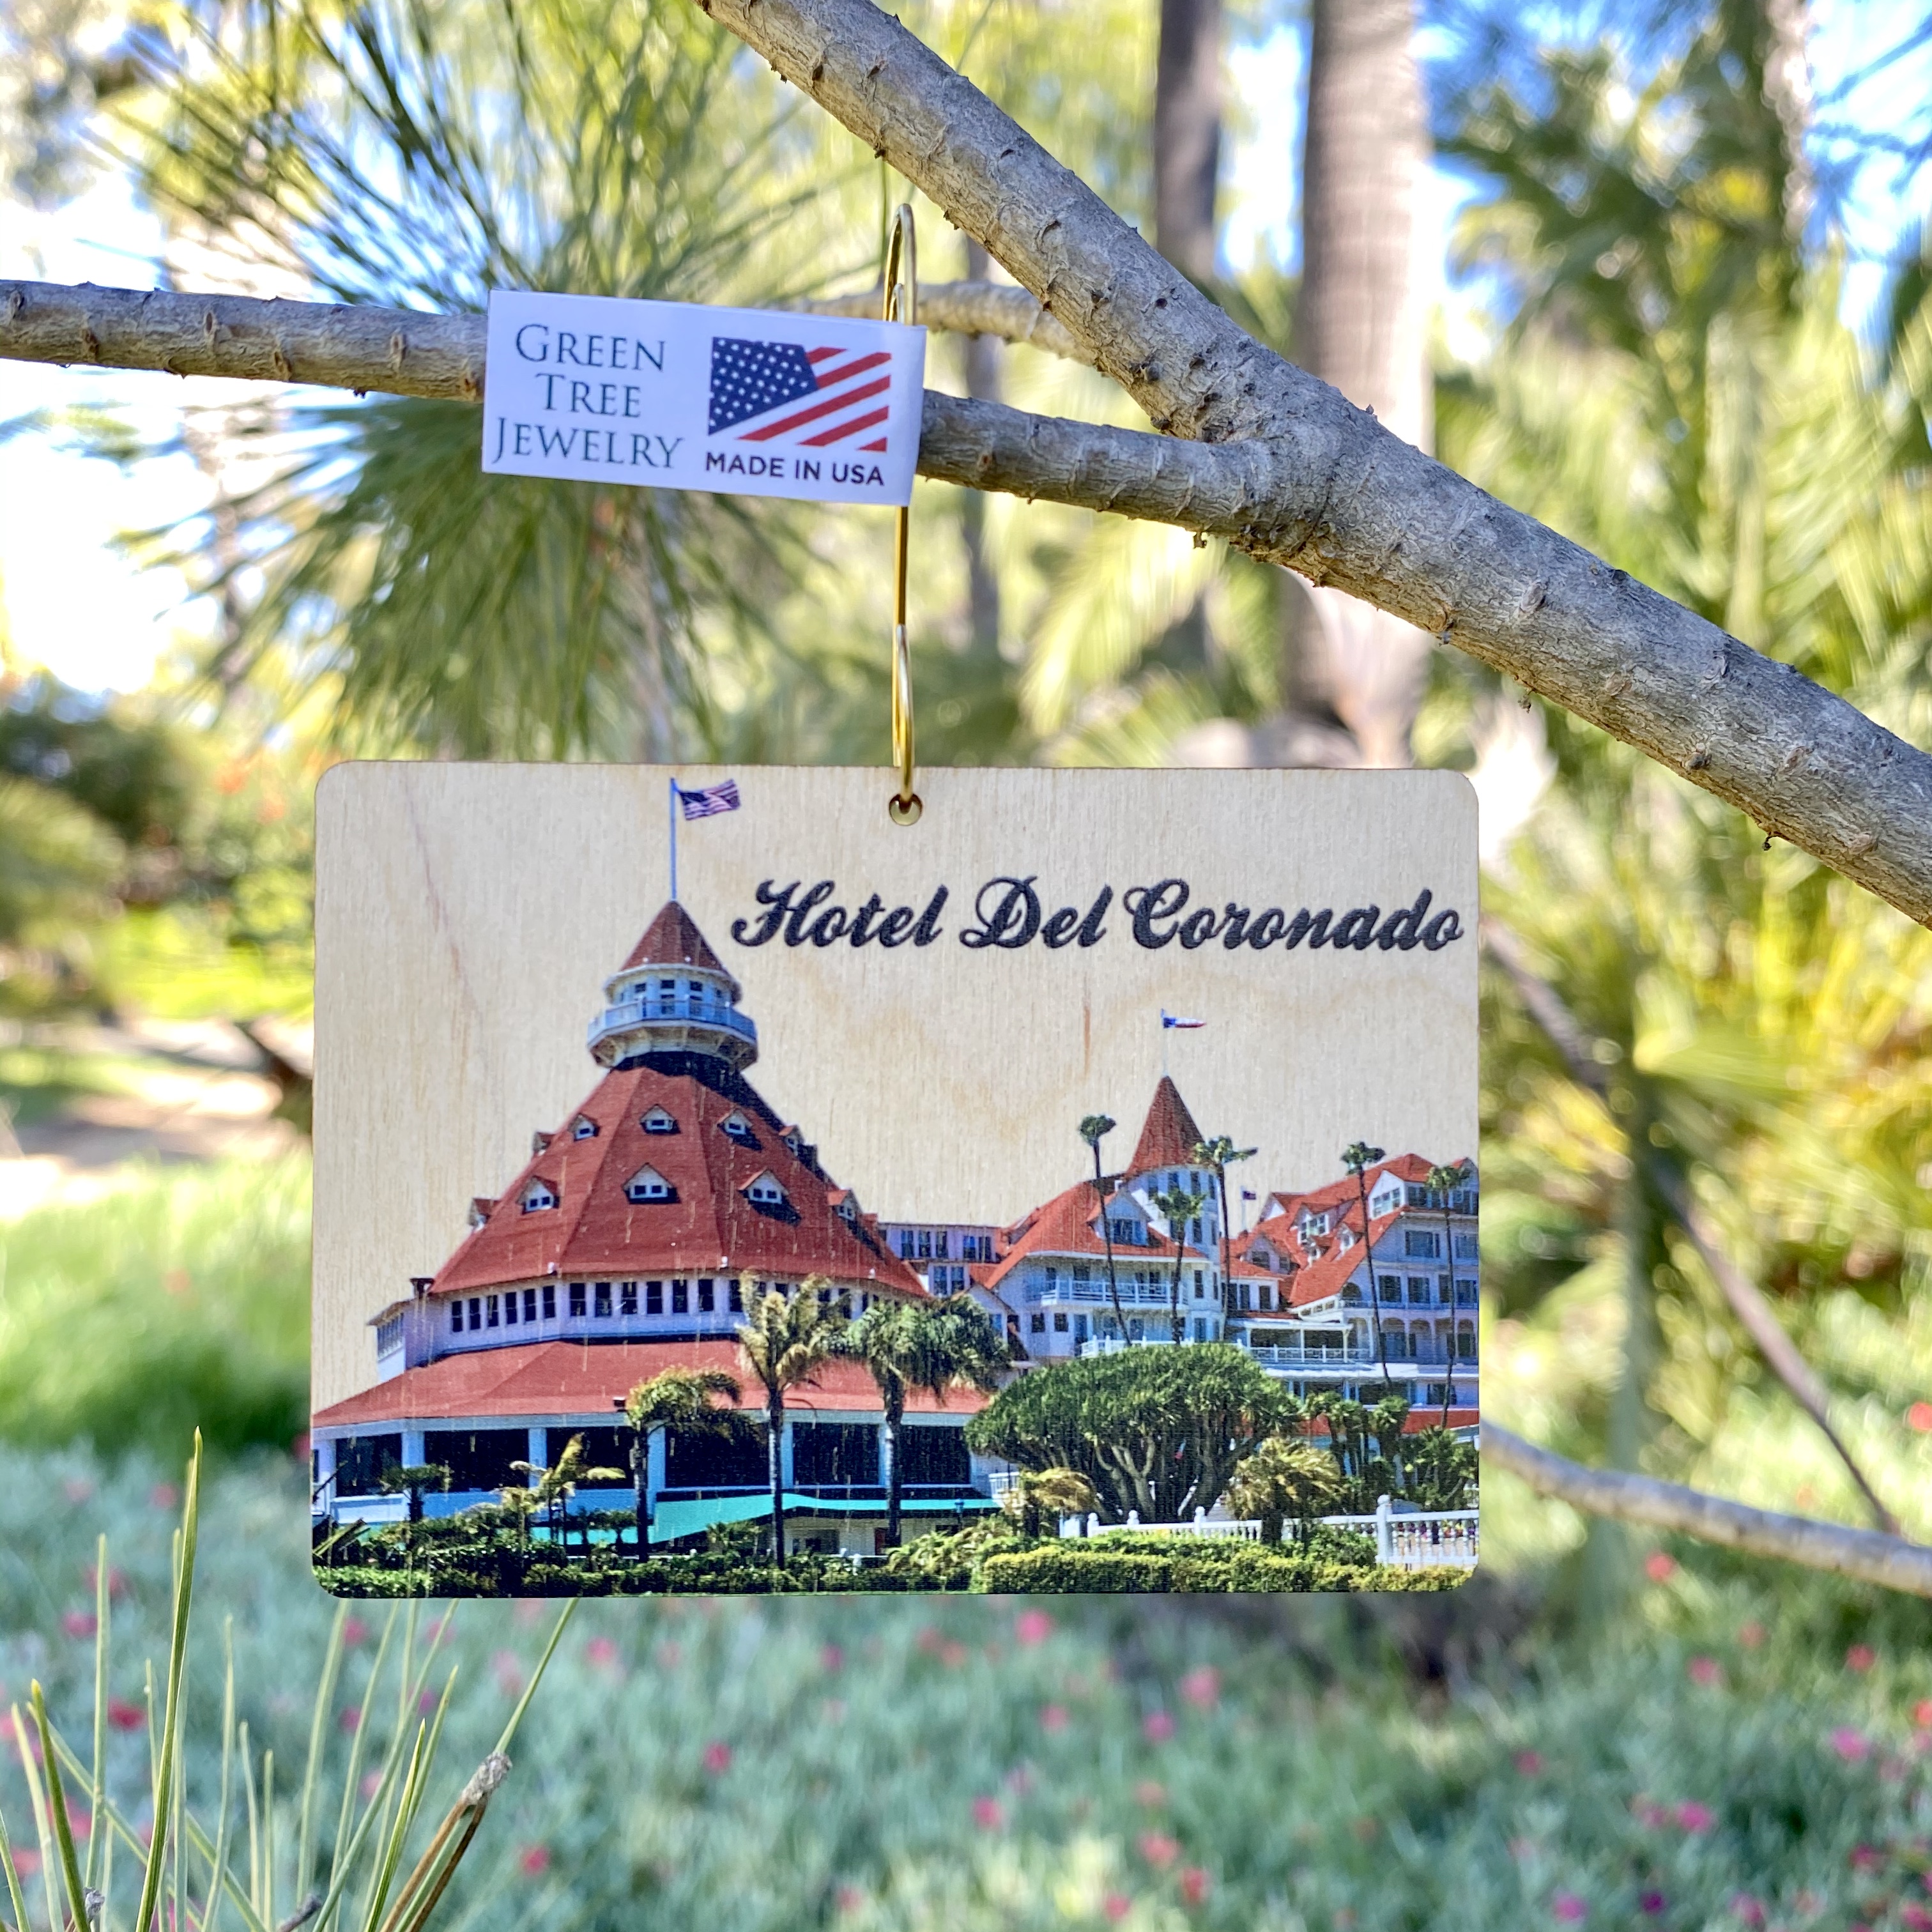 GREEN
TREE
JEWELRY
MADE IN USA
Hotel Del Coronado